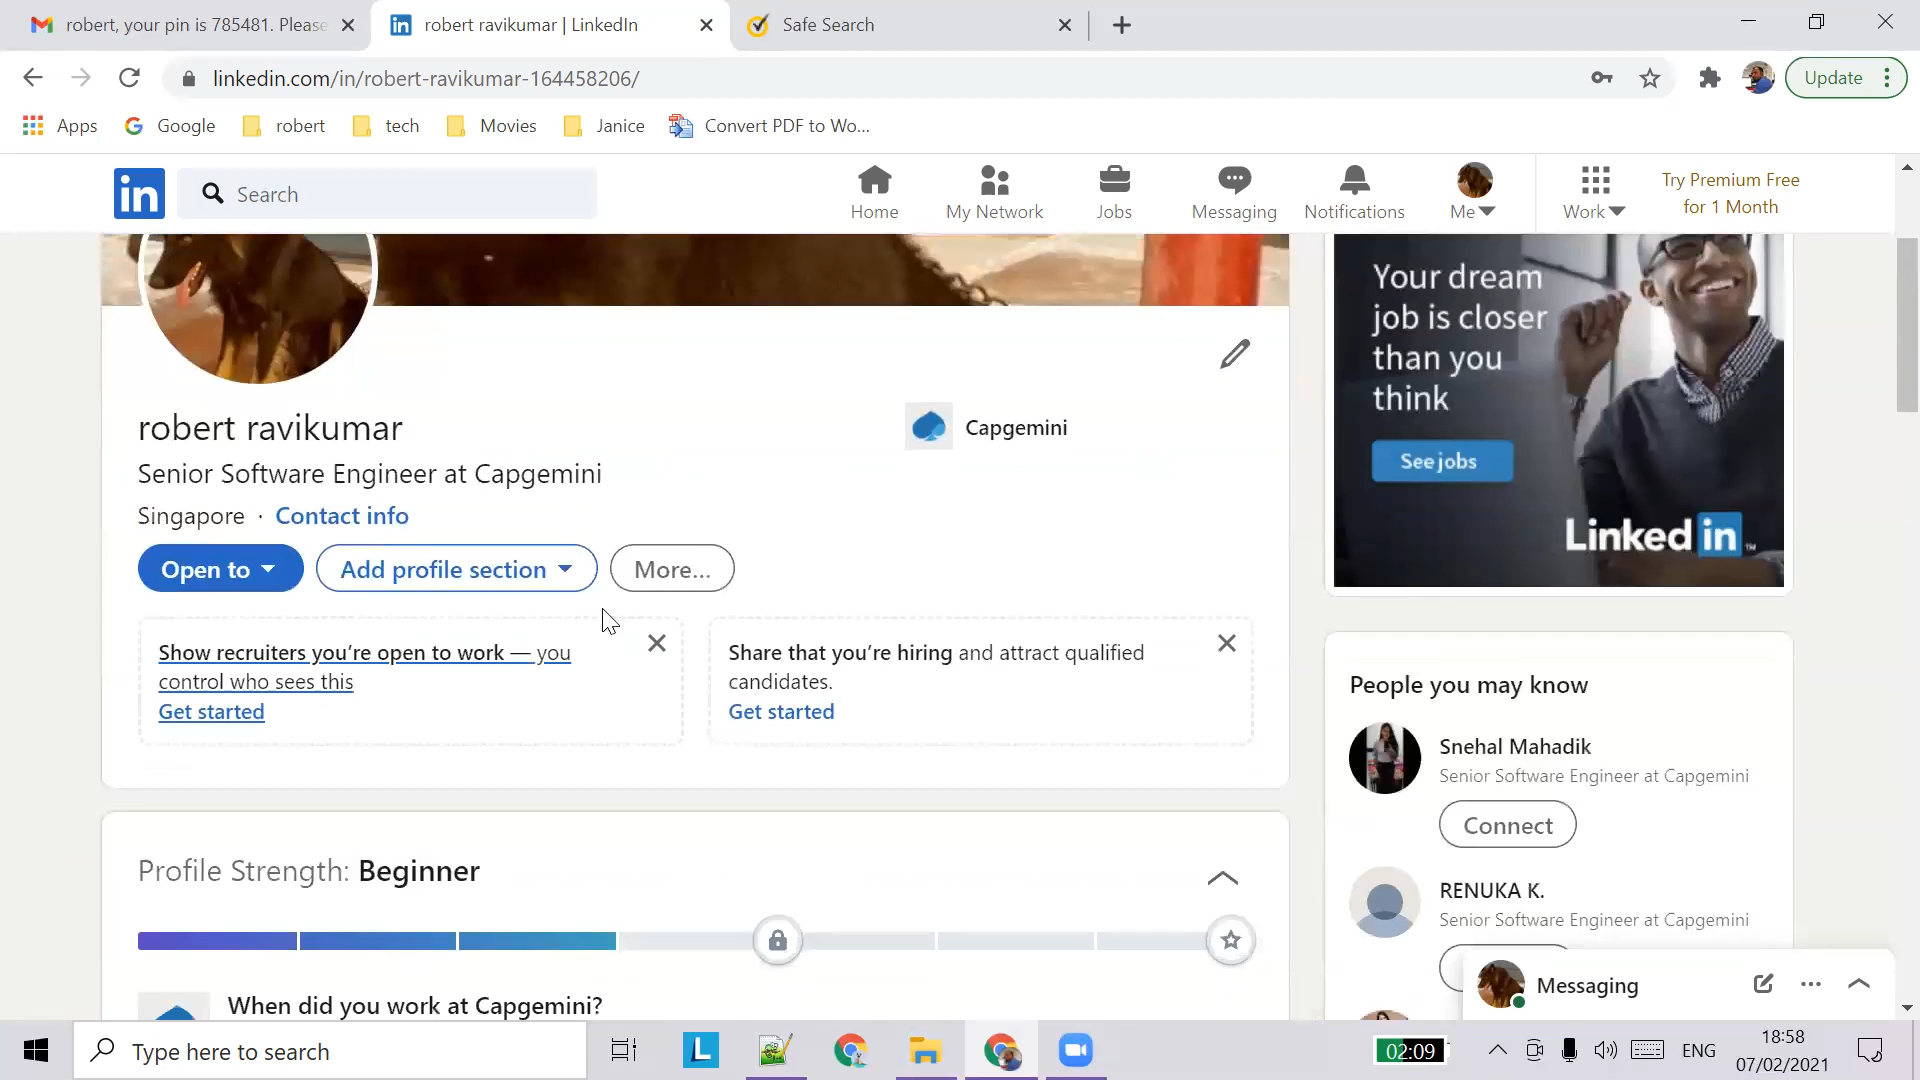 robert, your pin is 785481. Please
robert ravikumar | LinkedIn
Safe Search
linkedin.com/in/robert-ravikumar-164458206/
Update
Apps
Google
robert
tech
Movies
Janice
Convert PDF to Wo...
in
Search
Home
My Network
Jobs
Messaging
Notifications
Me
Work
Try Premium Free
for 1 Month
Your dream
job is closer
than you
think
See jobs
Linked in
robert ravikumar
Capgemini
Senior Software Engineer at Capgemini
Singapore · Contact info
Open to
Add profile section
More...
Show recruiters you're open to work — you
control who sees this
Get started
Share that you're hiring and attract qualified
candidates.
Get started
People you may know
Snehal Mahadik
Senior Software Engineer at Capgemini
Connect
RENUKA K.
Senior Software Engineer at Capgemini
Profile Strength: Beginner
When did you work at Capgemini?
Messaging
Type here to search
L
02:09
ENG
18:58
07/02/2021